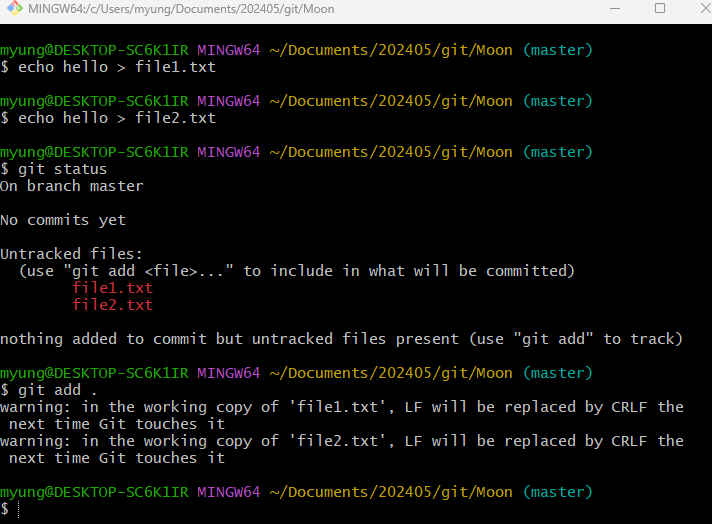 MINGW64:/c/Users/myung/Documents/202405/git/Moon
myung@DESKTOP-SC6K1IR MINGW64 ~/Documents/202405/git/Moon (master)
$ echo hello > file1.txt
myung@DESKTOP-SC6K1IR MINGW64 ~/Documents/202405/git/Moon (master)
$ echo hello > file2.txt
myung@DESKTOP-SC6K1IR MINGW64 ~/Documents/202405/git/Moon (master)
$ git status
On branch master
No commits yet
Untracked files:
(use "git add <file>..." to include in what will be committed)
file1.txt
file2.txt
nothing added to commit but untracked files present (use "git add" to track)
myung@DESKTOP-SC6K1IR MINGW64 ~/Documents/202405/git/Moon (master)
$ git add .
warning: in the working copy of 'file1.txt', LF will be replaced by CRLF the
next time Git touches it
warning: in the working copy of 'file2.txt', LF will be replaced by CRLF the
next time Git touches it
myung@DESKTOP-SC6K1IR MINGW64 ~/Documents/202405/git/Moon (master)
$